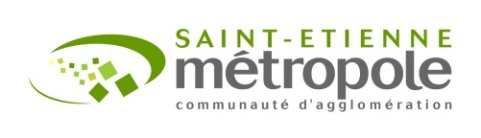 SAINT-ETIENNE
métropole
communauté d'agglomération